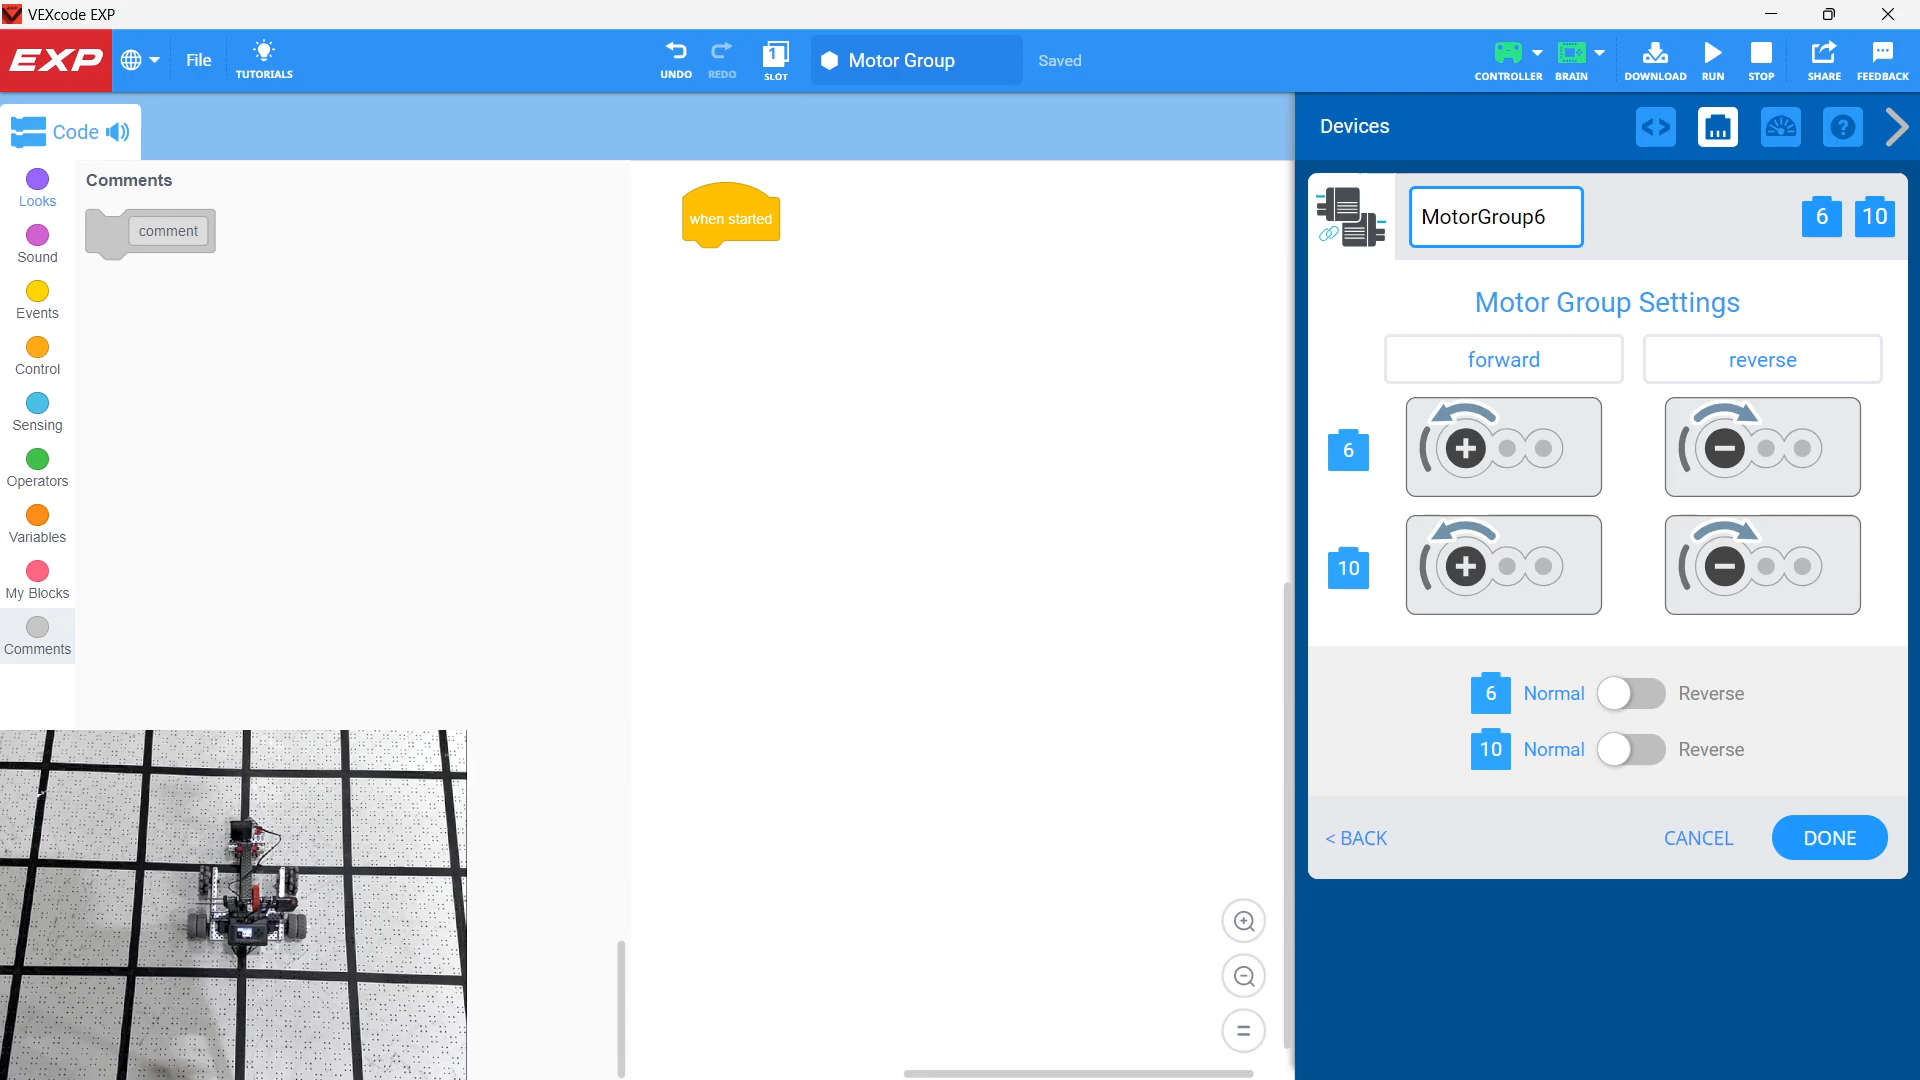 VEXcode EXP
EXP
File
TUTORIALS
UNDO
REDO
1
SLOT
Motor Group
Saved
CONTROLLER
BRAIN
DOWNLOAD
RUN
STOP
SHARE
FEEDBACK
Code
Devices
< >
?
Looks
Sound
Events
Control
Sensing
Operators
Variables
My Blocks
Comments
Comments
comment
when started
MotorGroup6
6
10
Motor Group Settings
forward
reverse
6
10
6 Normal Reverse
10 Normal Reverse
< BACK
CANCEL
DONE